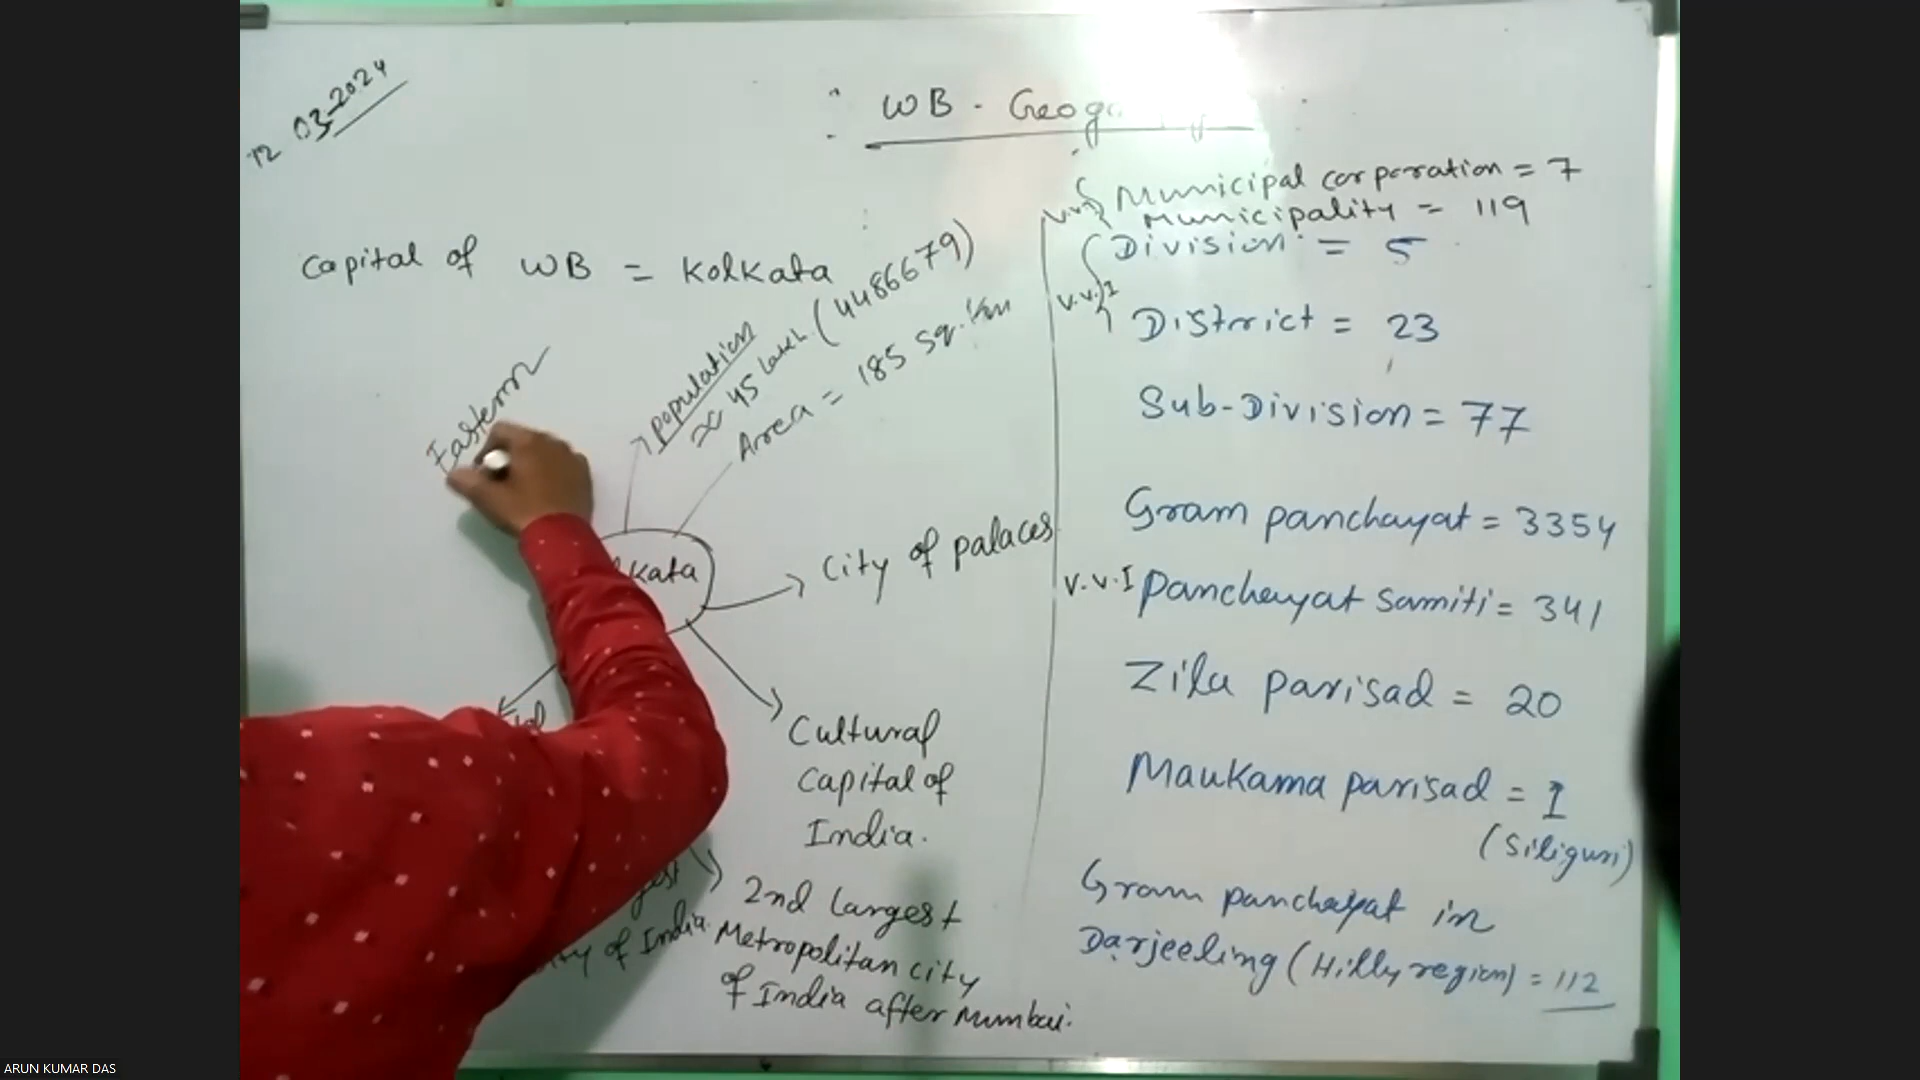 12 03-2024
WB - Geog
Capital of WB = Kolkata
Population
≈ 45 lakh (4486679)
Area = 185 sq. km
Eastern
kata
City of palaces
Cultural
Capital of
India.
2nd largest
Metropolitan city
of India after Mumbai.
of India.
V.V.I
Municipal corporation = 7
Municipality = 119
Division = 5
V.V.I
District = 23
Sub-Division = 77
Gram panchayat = 3354
V.V.I Panchayat Samiti = 341
Zila parisad = 20
Maukama parisad = 1
(Siliguri)
Gram panchayat in
Darjeeling (Hilly region) = 112
ARUN KUMAR DAS